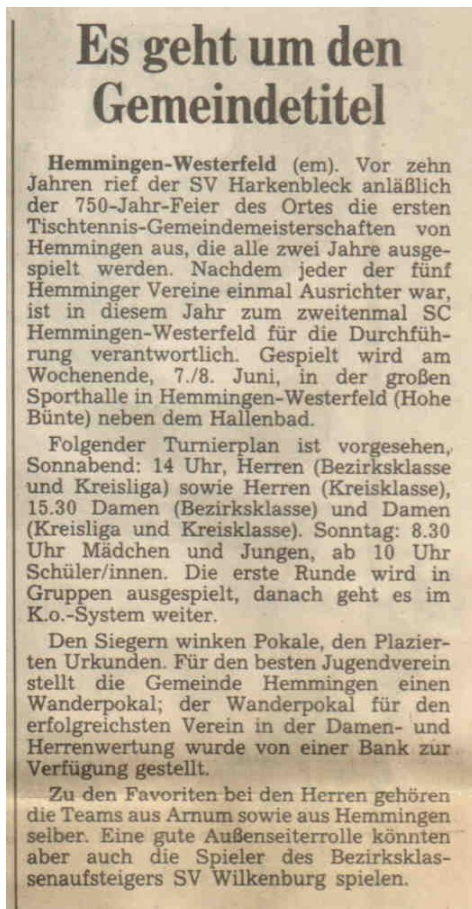 Es geht um den
Gemeindetitel
Hemmingen-Westerfeld (em). Vor zehn
Jahren rief der SV Harkenbleck anläßlich
der 750-Jahr-Feier des Ortes die ersten
Tischtennis-Gemeindemeisterschaften von
Hemmingen aus, die alle zwei Jahre ausge-
spielt werden. Nachdem jeder der fünf
Hemminger Vereine einmal Ausrichter war,
ist in diesem Jahr zum zweitenmal SC
Hemmingen-Westerfeld für die Durchfüh-
rung verantwortlich. Gespielt wird am
Wochenende, 7./8. Juni, in der großen
Sporthalle in Hemmingen-Westerfeld (Hohe
Bünte) neben dem Hallenbad.
Folgender Turnierplan ist vorgesehen,
Sonnabend: 14 Uhr, Herren (Bezirksklasse
und Kreisliga) sowie Herren (Kreisklasse),
15.30 Damen (Bezirksklasse) und Damen
(Kreisliga und Kreisklasse). Sonntag: 8.30
Uhr Mädchen und Jungen, ab 10 Uhr
Schüler/innen. Die erste Runde wird in
Gruppen ausgespielt, danach geht es im
K.o.-System weiter.
Den Siegern winken Pokale, den Plazier-
ten Urkunden. Für den besten Jugendverein
stellt die Gemeinde Hemmingen einen
Wanderpokal; der Wanderpokal für den
erfolgreichsten Verein in der Damen- und
Herrenwertung wurde von einer Bank zur
Verfügung gestellt.
Zu den Favoriten bei den Herren gehören
die Teams aus Arnum sowie aus Hemmingen
selber. Eine gute Außenseiterrolle könnten
aber auch die Spieler des Bezirksklas-
senaufsteigers SV Wilkenburg spielen.